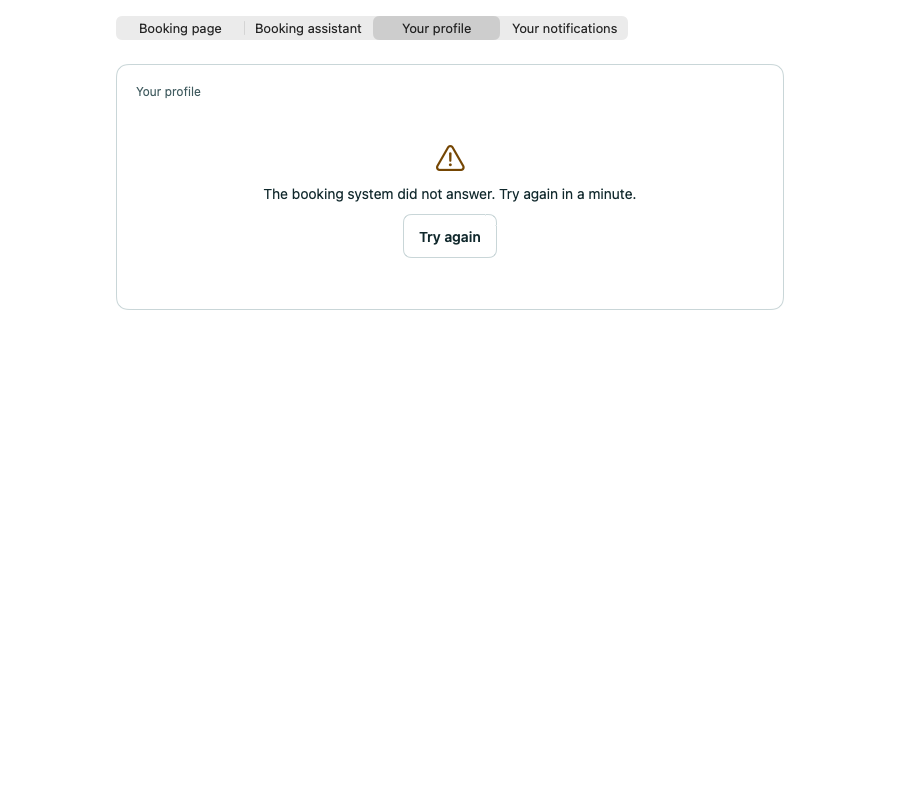 Booking page
Booking assistant
Your profile
Your notifications
Your profile
The booking system did not answer. Try again in a minute.
Try again